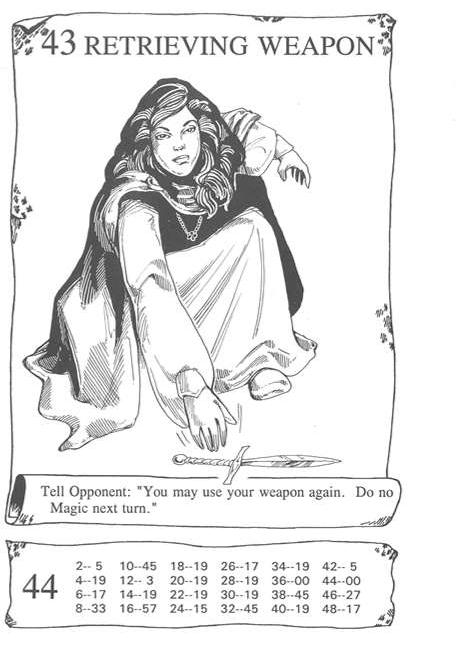 43 RETRIEVING WEAPON
Tell Opponent: "You may use your weapon again. Do no
Magic next turn."
44
2-- 5 10--45 18--19 26--17 34--19 42-- 5
4--19 12-- 3 20--19 28--19 36--00 44--00
6--17 14--19 22--19 30--19 38--45 46--27
8--33 16--57 24--15 32--45 40--19 48--17